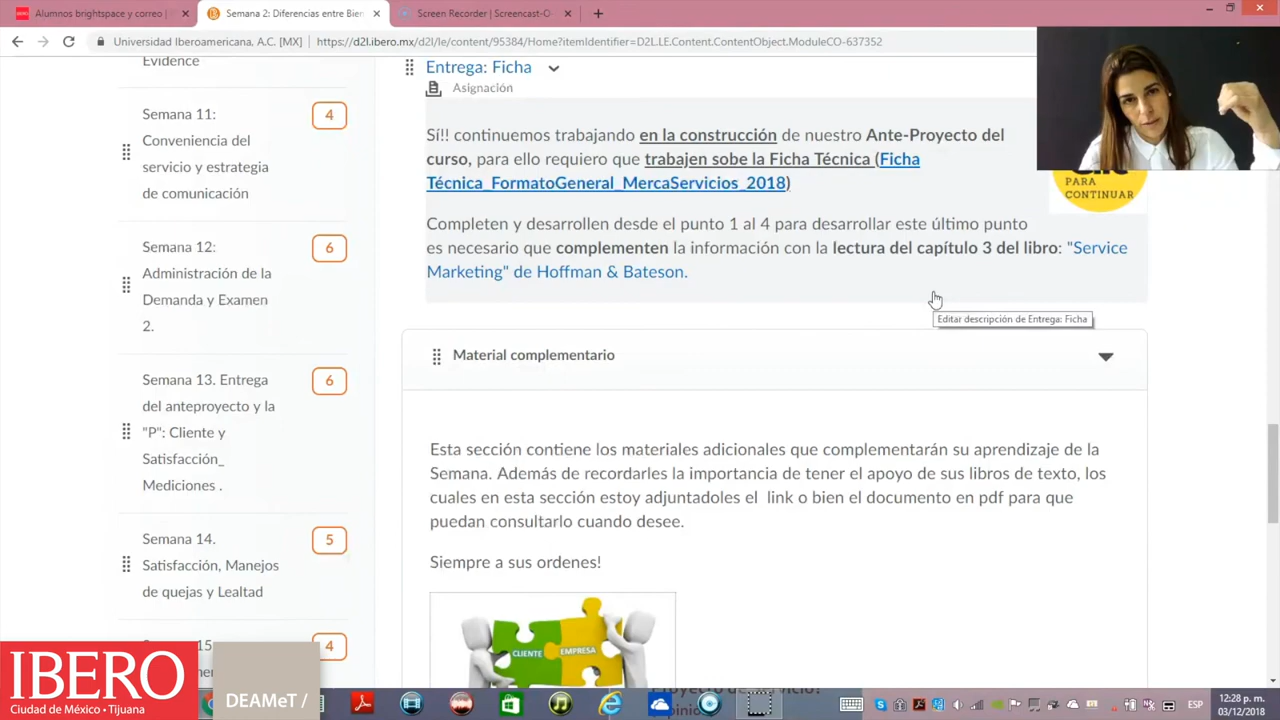 Alumnos brightspace y correo |
Semana 2: Diferencias entre Bien
Screen Recorder | Screencast-O-
Universidad Iberoamericana, A.C. [MX]
https://d2l.ibero.mx/d2l/le/content/95384/Home?itemIdentifier=D2L.LE.Content.ContentObject.ModuleCO-637352
Evidence
Semana 11:
Conveniencia del
servicio y estrategia
de comunicación
4
Semana 12:
Administración de la
Demanda y Examen
2.
6
Semana 13. Entrega
del anteproyecto y la
"P": Cliente y
Satisfacción_
Mediciones .
6
Semana 14.
Satisfacción, Manejos
de quejas y Lealtad
5
15
4
Entrega: Ficha
Asignación
Sí!! continuemos trabajando en la construcción de nuestro Ante-Proyecto del
curso, para ello requiero que trabajen sobe la Ficha Técnica (Ficha
Técnica_FormatoGeneral_MercaServicios_2018)
Completen y desarrollen desde el punto 1 al 4 para desarrollar este último punto
es necesario que complementen la información con la lectura del capítulo 3 del libro: "Service
Marketing" de Hoffman & Bateson.
PARA
CONTINUAR
Editar descripción de Entrega: Ficha
Material complementario
Esta sección contiene los materiales adicionales que complementarán su aprendizaje de la
Semana. Además de recordarles la importancia de tener el apoyo de sus libros de texto, los
cuales en esta sección estoy adjuntadoles el link o bien el documento en pdf para que
puedan consultarlo cuando desee.
Siempre a sus ordenes!
CLIENTE
EMPRESA
IBERO
Ciudad de México • Tijuana
DEAMeT /
ESP
12:28 p. m.
03/12/2018